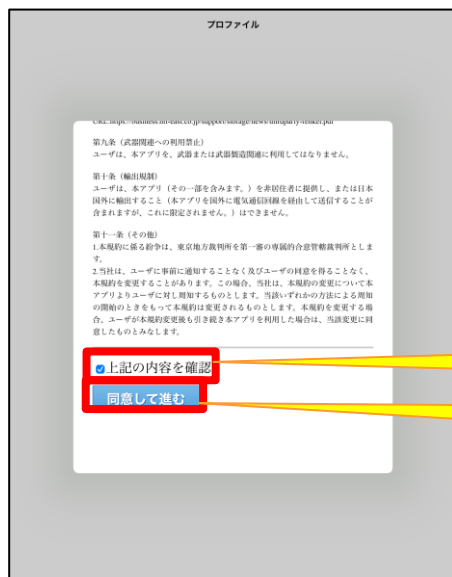 プロファイル
URL:https://business.ntt-east.co.jp/support/storage/news/thirdparty-renkei.pdf
第九条（武器関連への利用禁止）
ユーザは、本アプリを、武器または武器製造関連に利用してはなりません。
第十条（輸出規制）
ユーザは、本アプリ（その一部を含みます。）を非居住者に提供し、または日本
国外に輸出すること（本アプリを国外に電気通信回線を経由して送信することが
含まれますが、これに限定されません。）はできません。
第十一条（その他）
1.本規約に係る紛争は、東京地方裁判所を第一審の専属的合意管轄裁判所としま
す。
2.当社は、ユーザに事前に通知することなく及びユーザの同意を得ることなく、
本規約を変更することがあります。この場合、当社は、本規約の変更について本
アプリよりユーザに対し周知するものとします。当該いずれかの方法による周知
の開始のときをもって本規約は変更されるものとします。本規約を変更する場
合、ユーザが本規約変更後も引き続き本アプリを利用した場合は、当該変更に同
意したものとみなします。
上記の内容を確認
同意して進む